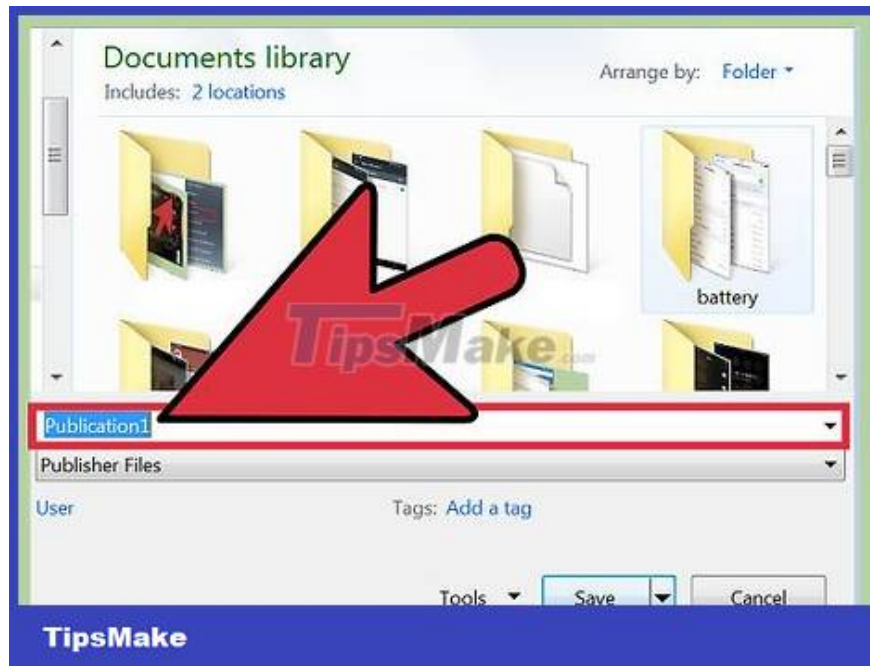 Documents library
Arrange by: Folder
Includes: 2 locations
battery
TipsMake.com
Publication1
Publisher Files
User
Tags: Add a tag
Tools Save Cancel
TipsMake